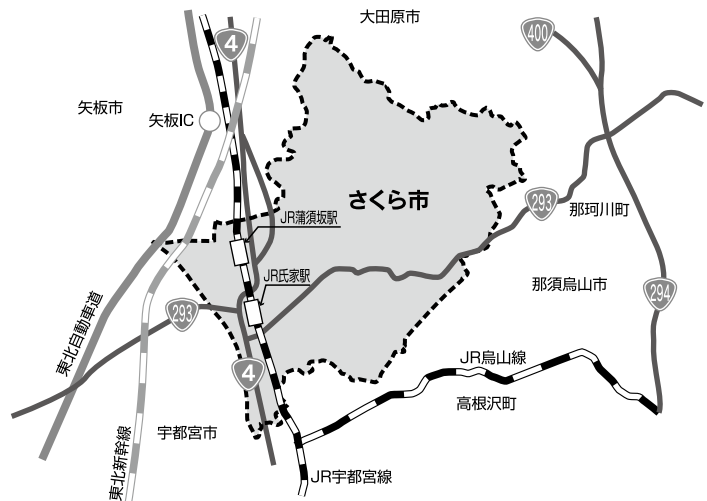 大田原市
4
400
矢板市
矢板IC
さくら市
293
那珂川町
JR蒲須坂駅
JR氏家駅
那須烏山市
294
293
東北自動車道
JR烏山線
4
高根沢町
宇都宮市
東北新幹線
JR宇都宮線